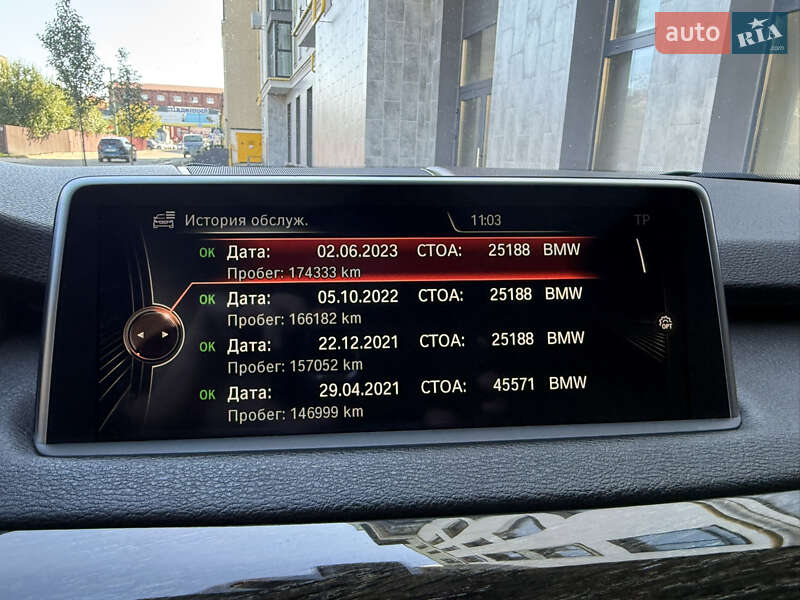 auto RIA.com
История обслуж. 11:03 TP
OK Дата: 02.06.2023 СТОА: 25188 BMW
Пробег: 174333 km
OK Дата: 05.10.2022 СТОА: 25188 BMW
Пробег: 166182 km
OPT
OK Дата: 22.12.2021 СТОА: 25188 BMW
Пробег: 157052 km
OK Дата: 29.04.2021 СТОА: 45571 BMW
Пробег: 146999 km